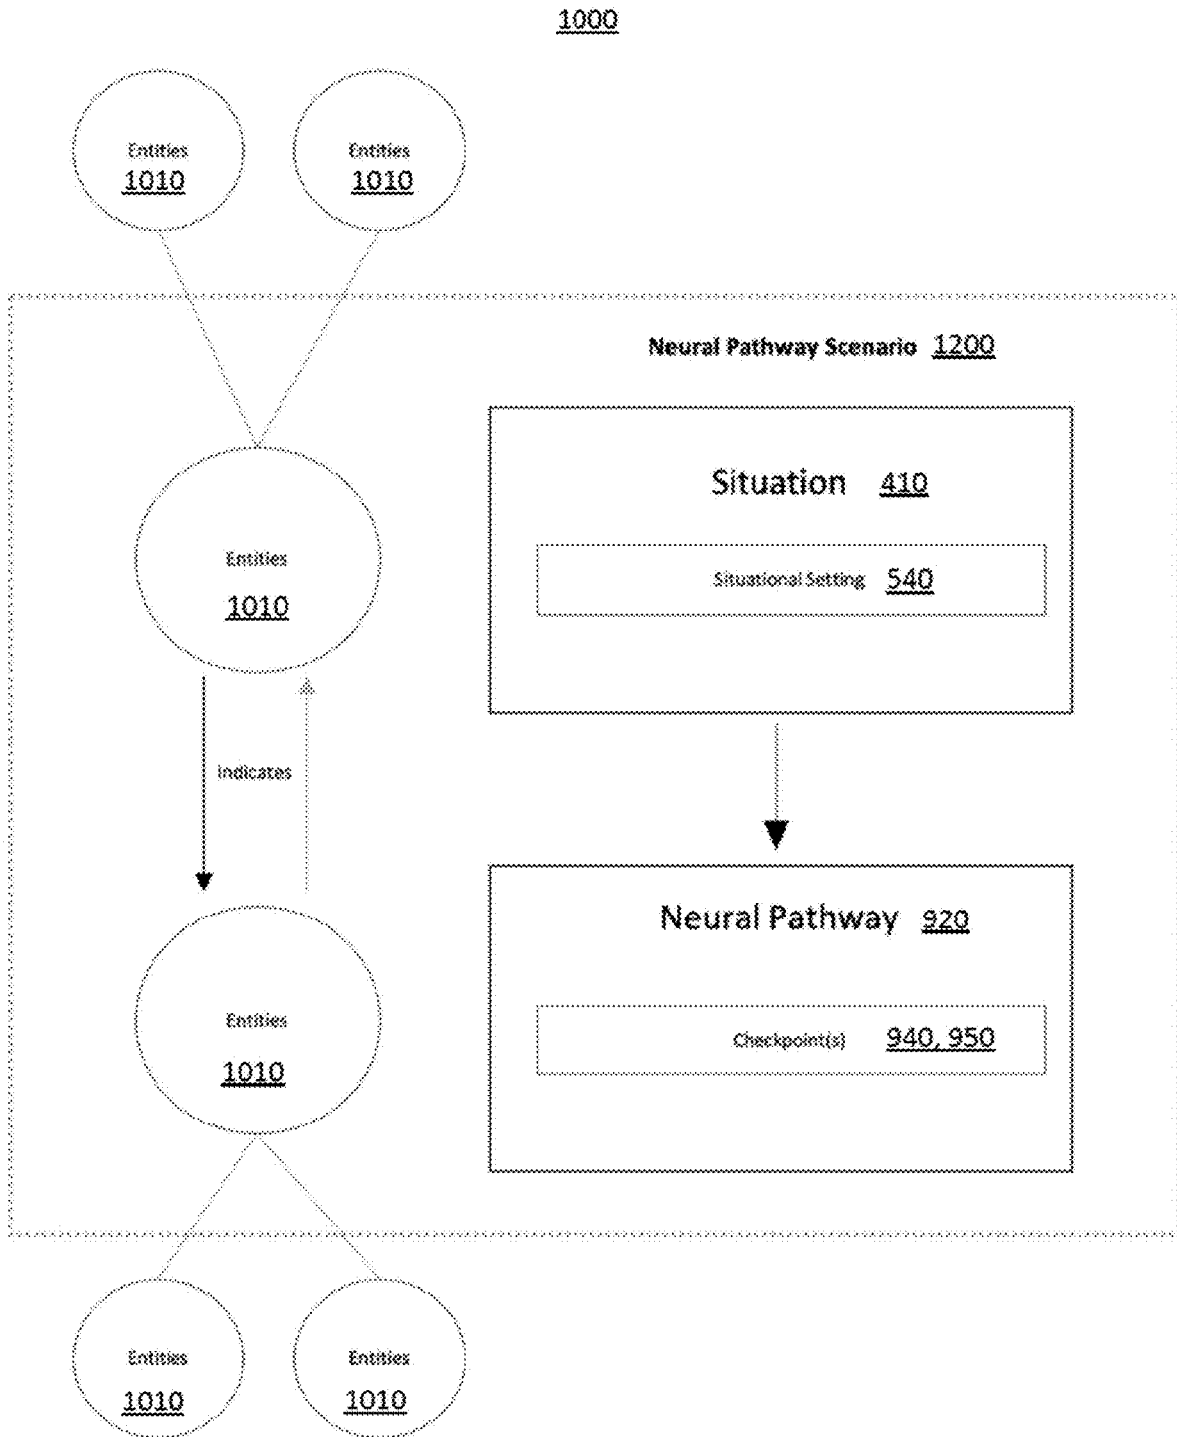 1000
Entities
1010
Entities
1010
Neural Pathway Scenario 1200
Situation 410
Situational Setting 540
Entities
1010
Indicates
Neural Pathway 920
Checkpoint(s) 940, 950
Entities
1010
Entities
1010
Entities
1010